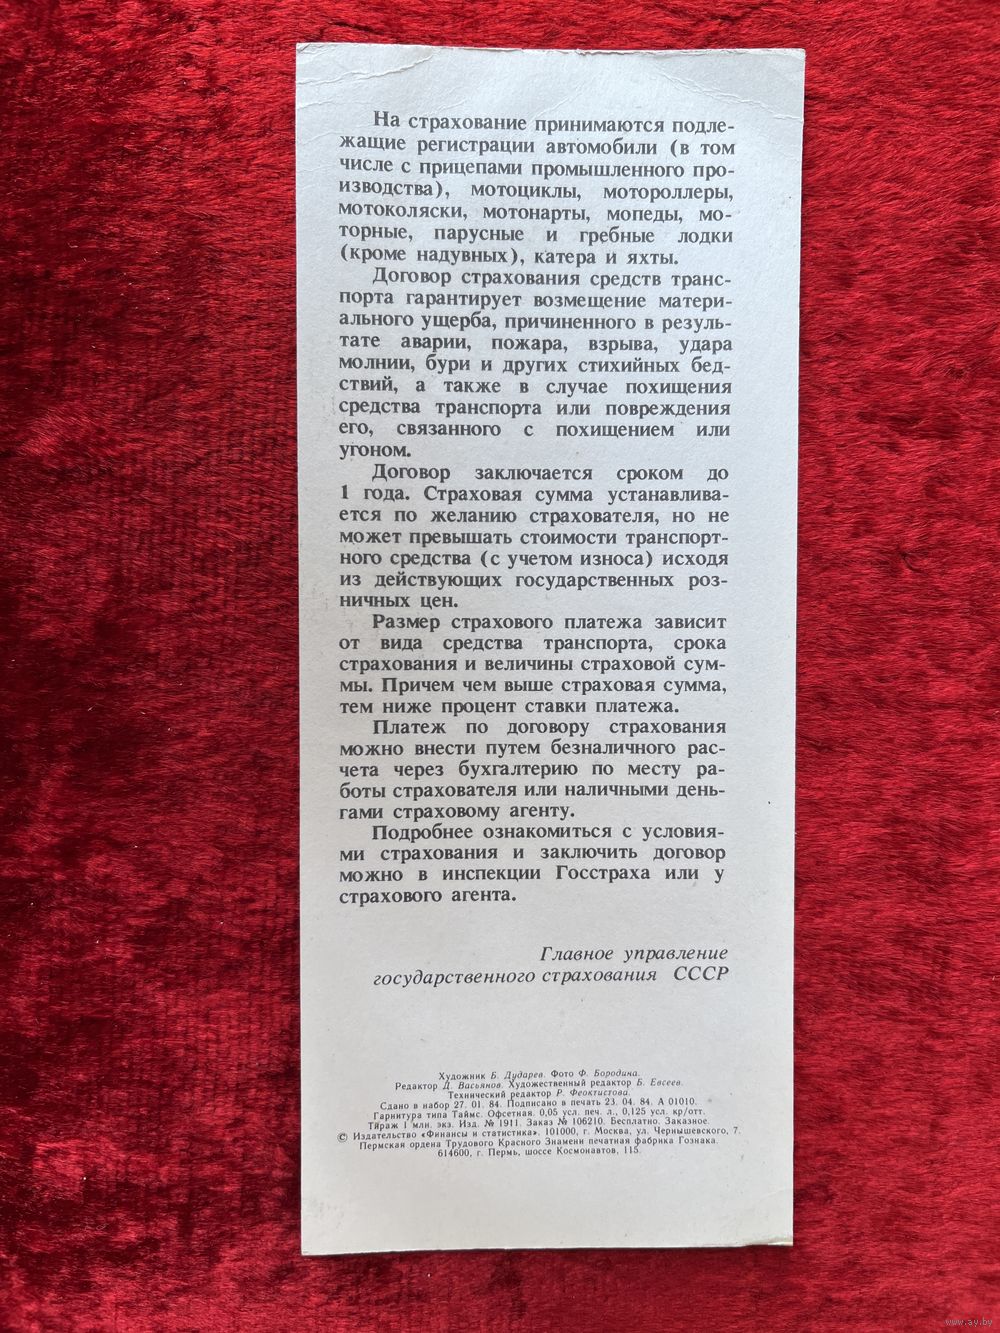 На страхование принимаются подле-
жащие регистрации автомобили (в том
числе с прицепами промышленного про-
изводства), мотоциклы, мотороллеры,
мотоколяски, мотонарты, мопеды, мо-
торные, парусные и гребные лодки
(кроме надувных), катера и яхты.
Договор страхования средств транс-
порта гарантирует возмещение матери-
ального ущерба, причиненного в резуль-
тате аварии, пожара, взрыва, удара
молнии, бури и других стихийных бед-
ствий, а также в случае похищения
средства транспорта или повреждения
его, связанного с похищением или
угоном.
Договор заключается сроком до
1 года. Страховая сумма устанавлива-
ется по желанию страхователя, но не
может превышать стоимости транспорт-
ного средства (с учетом износа) исходя
из действующих государственных роз-
ничных цен.
Размер страхового платежа зависит
от вида средства транспорта, срока
страхования и величины страховой сум-
мы. Причем чем выше страховая сумма,
тем ниже процент ставки платежа.
Платеж по договору страхования
можно внести путем безналичного рас-
чета через бухгалтерию по месту ра-
боты страхователя или наличными день-
гами страховому агенту.
Подробнее ознакомиться с условия-
ми страхования и заключить договор
можно в инспекции Госстраха или у
страхового агента.
Главное управление
государственного страхования СССР
Художник Б. Дударев. Фото Ф. Бородина.
Редактор Д. Васьянов. Художественный редактор Б. Евсеев.
Технический редактор Р. Феоктистова.
Сдано в набор 27. 01. 84. Подписано в печать 23. 04. 84. А 01010.
Гарнитура типа Таймс. Офсетная. 0,05 усл. печ. л., 0,125 усл. кр/отт.
Тираж 1 млн. экз. Изд. № 1911. Заказ № 106210. Бесплатно. Заказное.
© Издательство «Финансы и статистика». 101000, г. Москва, ул. Чернышевского, 7.
Пермская ордена Трудового Красного Знамени печатная фабрика Гознака.
614600, г. Пермь, шоссе Космонавтов, 115.
www.ay.by